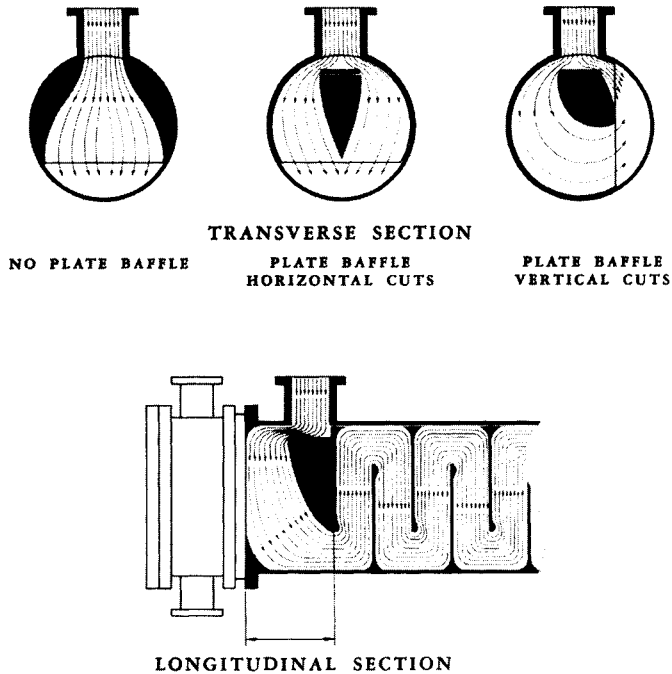 TRANSVERSE SECTION
NO PLATE BAFFLE
PLATE BAFFLE
HORIZONTAL CUTS
PLATE BAFFLE
VERTICAL CUTS
LONGITUDINAL SECTION